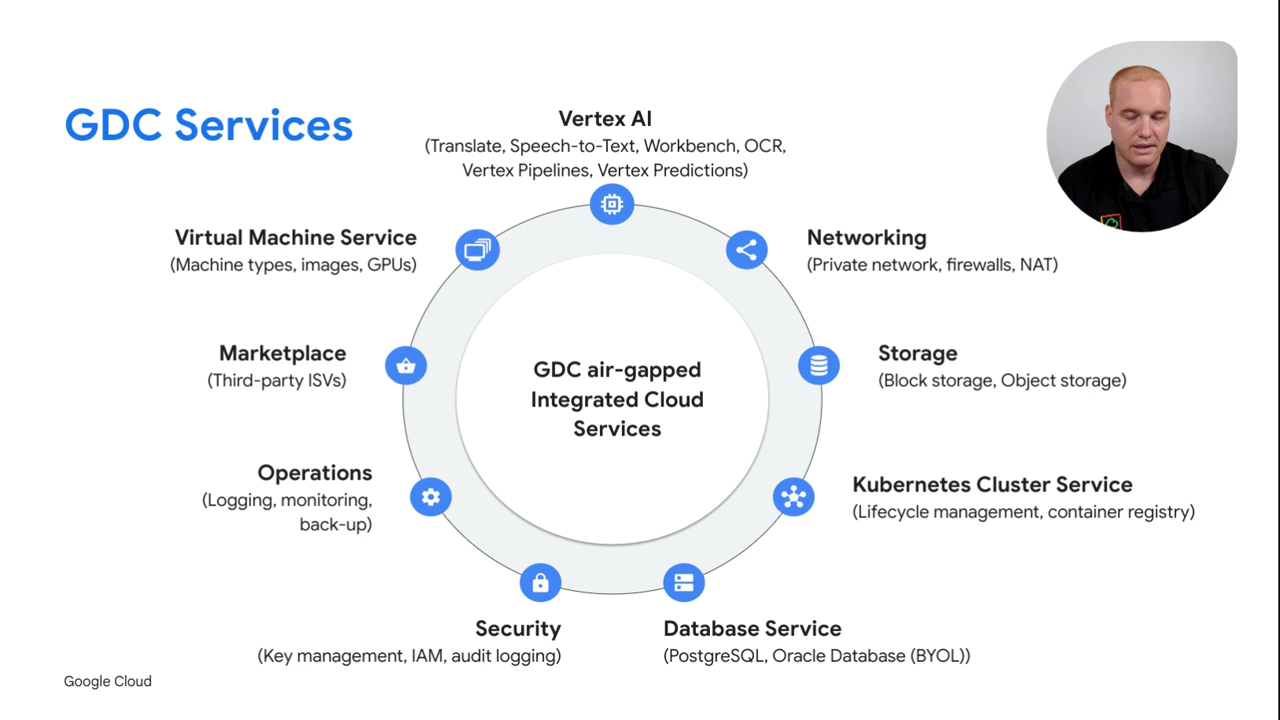 GDC Services
Vertex AI
(Translate, Speech-to-Text, Workbench, OCR,
Vertex Pipelines, Vertex Predictions)
Virtual Machine Service
(Machine types, images, GPUs)
Networking
(Private network, firewalls, NAT)
Marketplace
(Third-party ISVs)
GDC air-gapped
Integrated Cloud
Services
Storage
(Block storage, Object storage)
Operations
(Logging, monitoring,
back-up)
Kubernetes Cluster Service
(Lifecycle management, container registry)
Security
(Key management, IAM, audit logging)
Database Service
(PostgreSQL, Oracle Database (BYOL))
Google Cloud